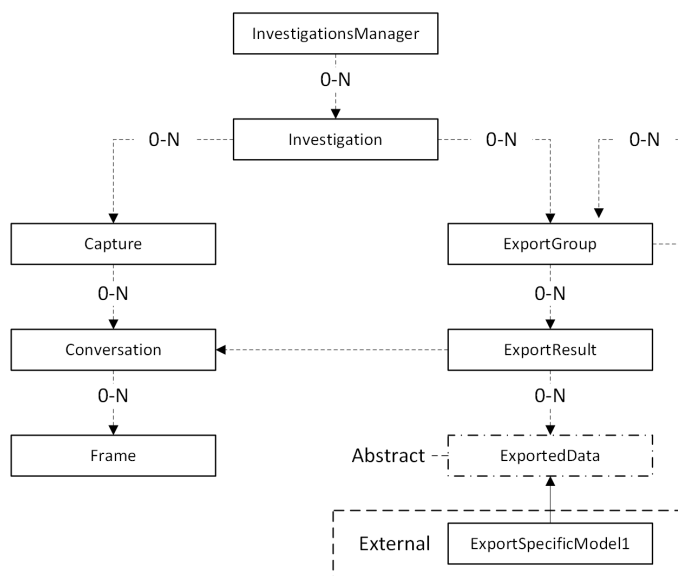 InvestigationsManager
0-N
Investigation
0-N
0-N
0-N
Capture
ExportGroup
0-N
0-N
Conversation
ExportResult
0-N
0-N
Frame
Abstract
ExportedData
External
ExportSpecificModel1